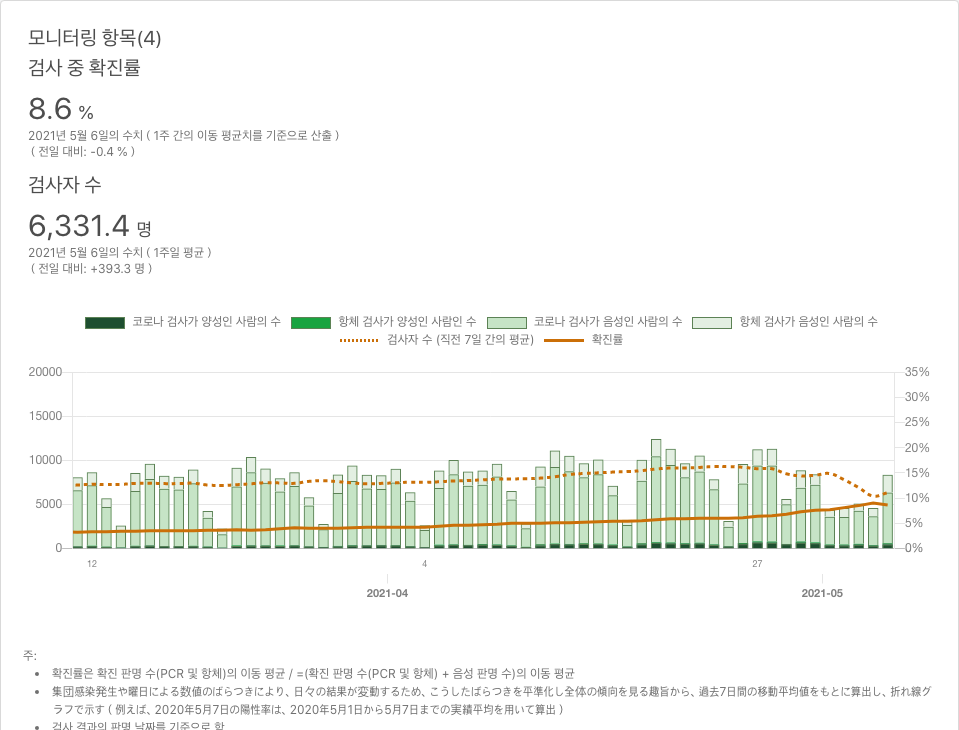 모니터링 항목(4)
검사 중 확진률
8.6 %
2021년 5월 6일의 수치 ( 1주 간의 이동 평균치를 기준으로 산출 )
( 전일 대비: -0.4 % )
검사자 수
6,331.4 명
2021년 5월 6일의 수치 ( 1주일 평균 )
( 전일 대비: +393.3 명 )
코로나 검사가 양성인 사람의 수 항체 검사가 양성인 사람인 수 코로나 검사가 음성인 사람의 수 항체 검사가 음성인 사람의 수
검사자 수 (직전 7일 간의 평균) 확진률
20000 35%
30%
15000 25%
20%
10000 15%
10%
5000 5%
0 0%
12 4 27
2021-04 2021-05
주:
• 확진률은 확진 판명 수(PCR 및 항체)의 이동 평균 / =(확진 판명 수(PCR 및 항체) + 음성 판명 수)의 이동 평균
• 集団感染発生や曜日による数値のばらつきにより、日々の結果が変動するため、こうしたばらつきを平準化し全体の傾向を見る趣旨から、過去7日間の移動平均値をもとに算出し、折れ線グ
ラフで示す ( 例えば、2020年5月7日の陽性率は、2020年5月1日から5月7日までの実績平均を用いて算出 )
• 검사 결과의 판명 날짜를 기준으로 함